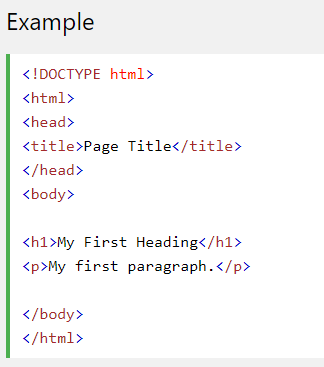 Example
<!DOCTYPE html>
<html>
<head>
<title>Page Title</title>
</head>
<body>
<h1>My First Heading</h1>
<p>My first paragraph.</p>
</body>
</html>